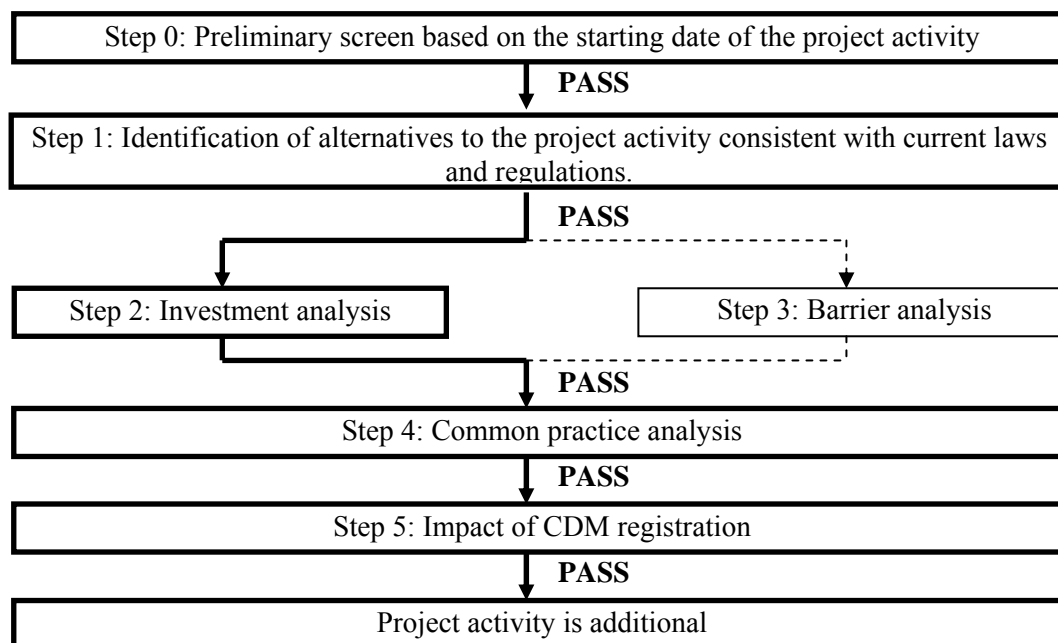 Step 0: Preliminary screen based on the starting date of the project activity
PASS
Step 1: Identification of alternatives to the project activity consistent with current laws
and regulations.
PASS
Step 2: Investment analysis
Step 3: Barrier analysis
PASS
Step 4: Common practice analysis
PASS
Step 5: Impact of CDM registration
PASS
Project activity is additional